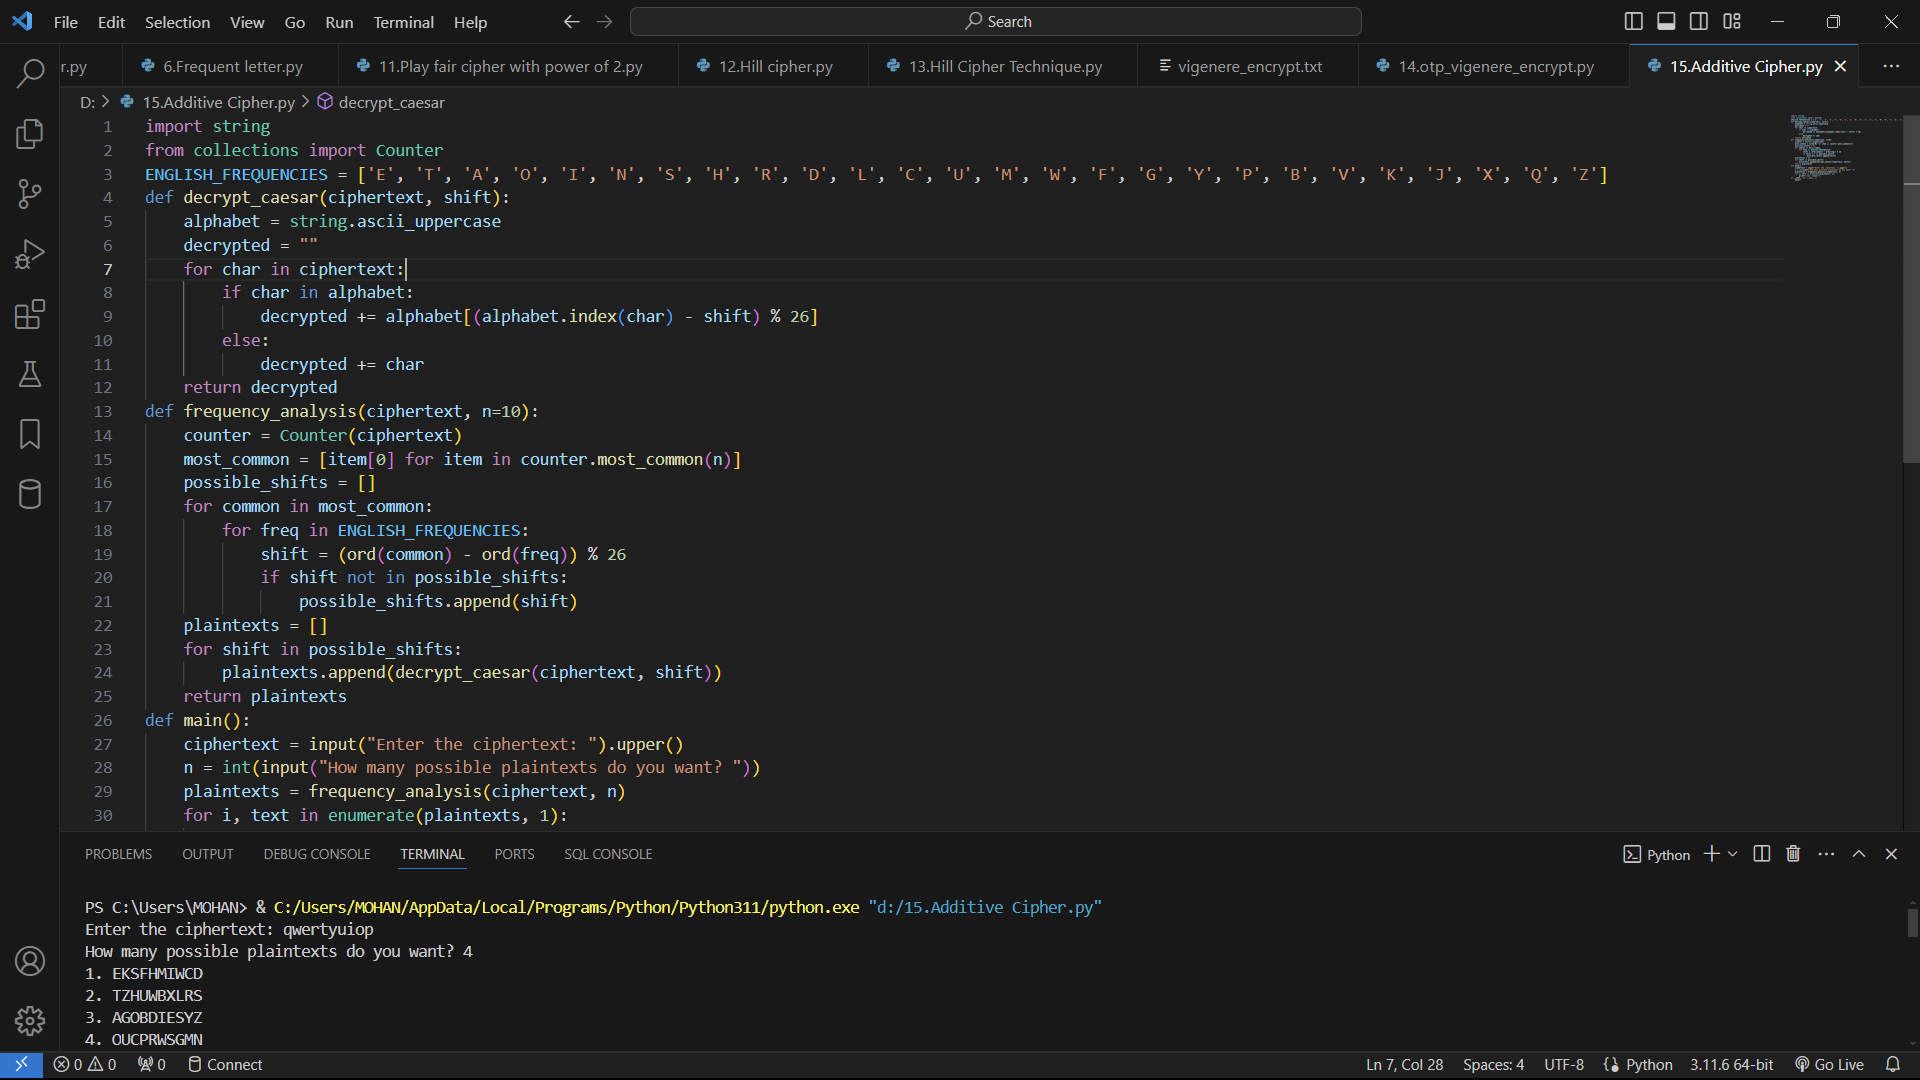 File Edit Selection View Go Run Terminal Help
Search
r.py 6.Frequent letter.py 11.Play fair cipher with power of 2.py 12.Hill cipher.py 13.Hill Cipher Technique.py vigenere_encrypt.txt 14.otp_vigenere_encrypt.py 15.Additive Cipher.py
D: > 15.Additive Cipher.py > decrypt_caesar
1 import string
2 from collections import Counter
3 ENGLISH_FREQUENCIES = ['E', 'T', 'A', 'O', 'I', 'N', 'S', 'H', 'R', 'D', 'L', 'C', 'U', 'M', 'W', 'F', 'G', 'Y', 'P', 'B', 'V', 'K', 'J', 'X', 'Q', 'Z']
4 def decrypt_caesar(ciphertext, shift):
5     alphabet = string.ascii_uppercase
6     decrypted = ""
7     for char in ciphertext:
8         if char in alphabet:
9             decrypted += alphabet[(alphabet.index(char) - shift) % 26]
10         else:
11             decrypted += char
12     return decrypted
13 def frequency_analysis(ciphertext, n=10):
14     counter = Counter(ciphertext)
15     most_common = [item[0] for item in counter.most_common(n)]
16     possible_shifts = []
17     for common in most_common:
18         for freq in ENGLISH_FREQUENCIES:
19             shift = (ord(common) - ord(freq)) % 26
20             if shift not in possible_shifts:
21                 possible_shifts.append(shift)
22     plaintexts = []
23     for shift in possible_shifts:
24         plaintexts.append(decrypt_caesar(ciphertext, shift))
25     return plaintexts
26 def main():
27     ciphertext = input("Enter the ciphertext: ").upper()
28     n = int(input("How many possible plaintexts do you want? "))
29     plaintexts = frequency_analysis(ciphertext, n)
30     for i, text in enumerate(plaintexts, 1):
PROBLEMS OUTPUT DEBUG CONSOLE TERMINAL PORTS SQL CONSOLE
Python
PS C:\Users\MOHAN> & C:/Users/MOHAN/AppData/Local/Programs/Python/Python311/python.exe "d:/15.Additive Cipher.py"
Enter the ciphertext: qwertyuiop
How many possible plaintexts do you want? 4
1. EKSFHMIWCD
2. TZHUWBXLRS
3. AGOBDIESYZ
4. OUCPRWSGMN
0 0 0 Connect
Ln 7, Col 28 Spaces: 4 UTF-8 Python 3.11.6 64-bit Go Live